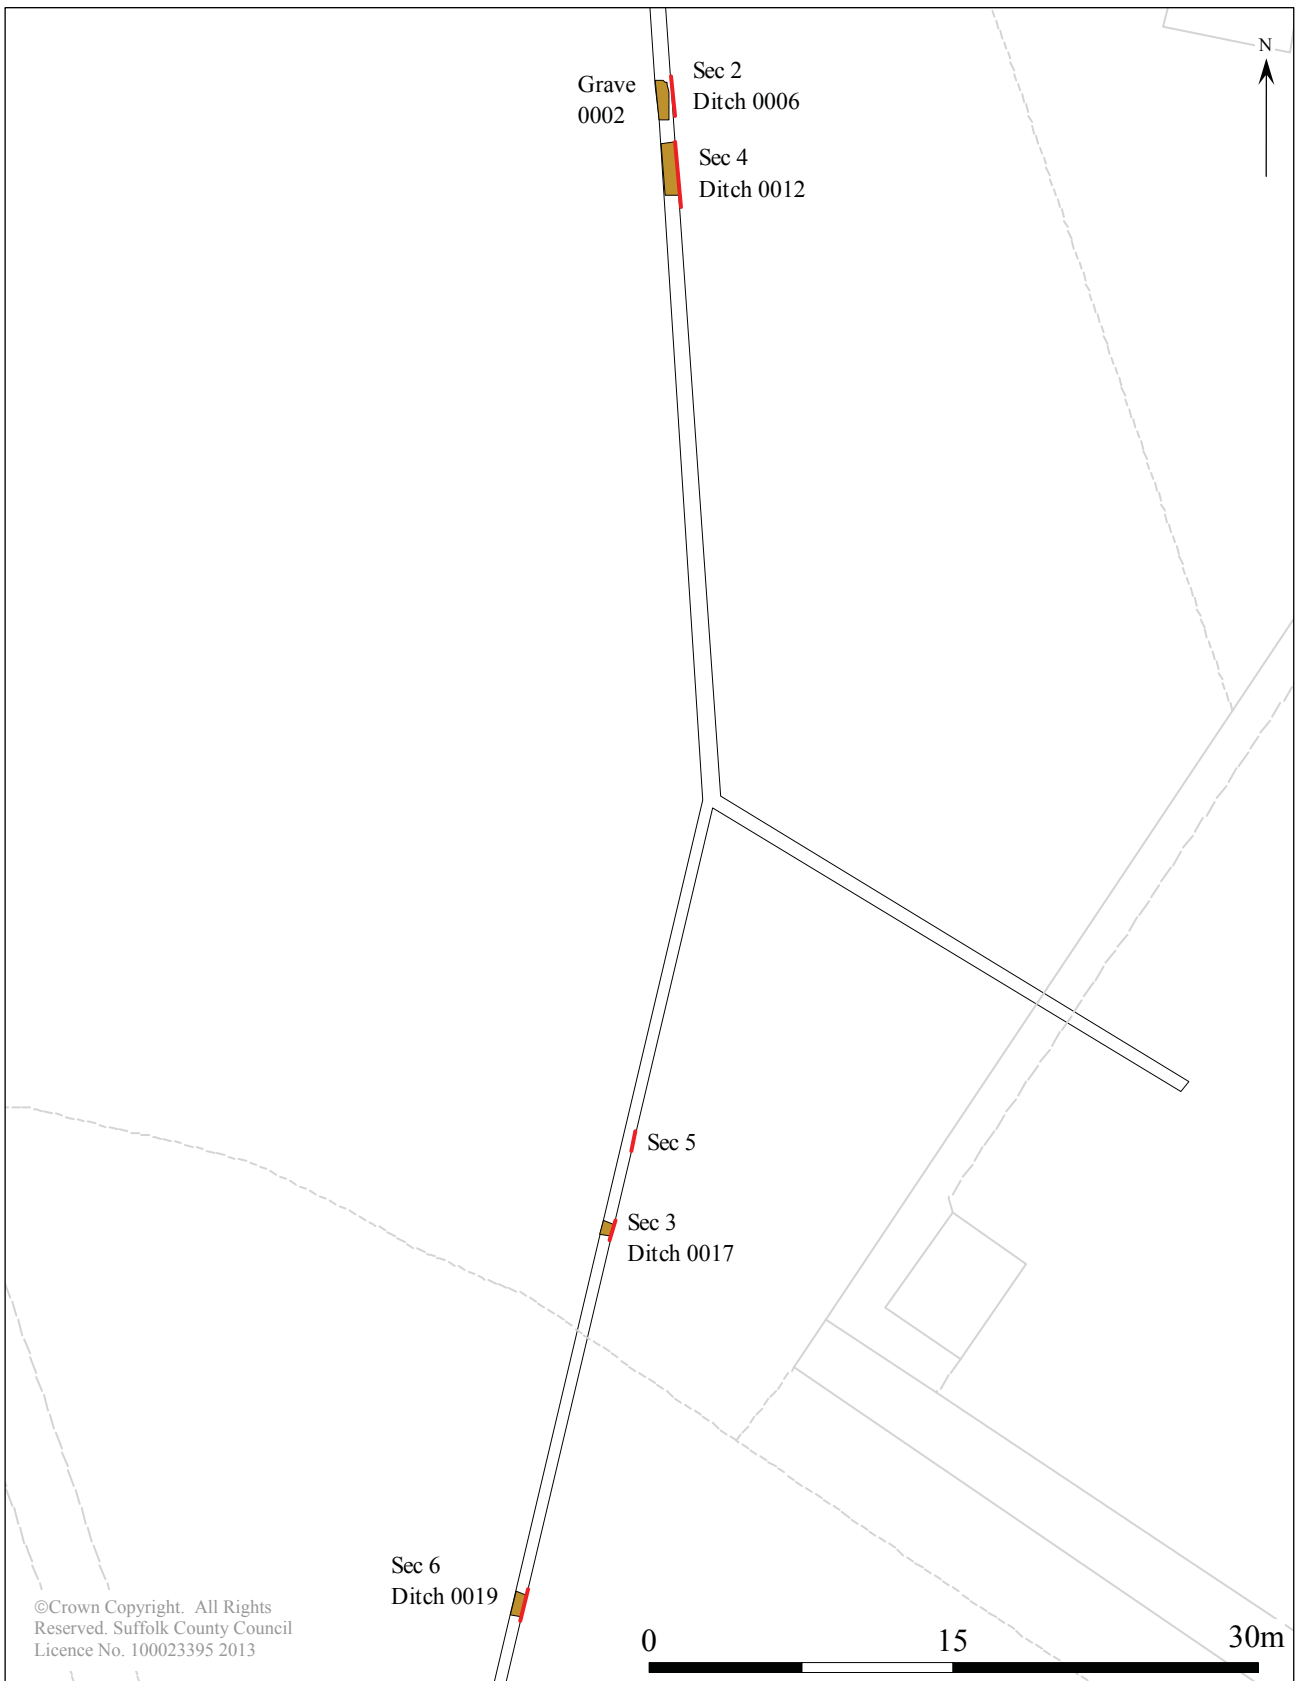 N
Grave
0002
Sec 2
Ditch 0006
Sec 4
Ditch 0012
Sec 5
Sec 3
Ditch 0017
Sec 6
Ditch 0019
©Crown Copyright. All Rights
Reserved. Suffolk County Council
Licence No. 100023395 2013
0 15 30m